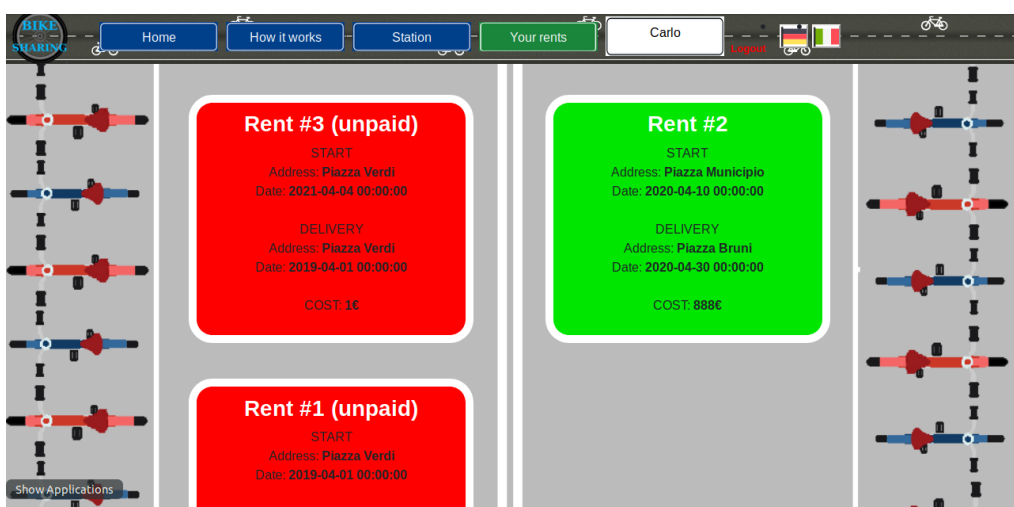 BIKE
SHARING
Home
How it works
Station
Your rents
Carlo
Logout
Rent #3 (unpaid)
START
Address: Piazza Verdi
Date: 2021-04-04 00:00:00
DELIVERY
Address: Piazza Verdi
Date: 2019-04-01 00:00:00
COST: 1€
Rent #2
START
Address: Piazza Municipio
Date: 2020-04-10 00:00:00
DELIVERY
Address: Piazza Bruni
Date: 2020-04-30 00:00:00
COST: 888€
Rent #1 (unpaid)
START
Address: Piazza Verdi
Date: 2019-04-01 00:00:00
Show Applications